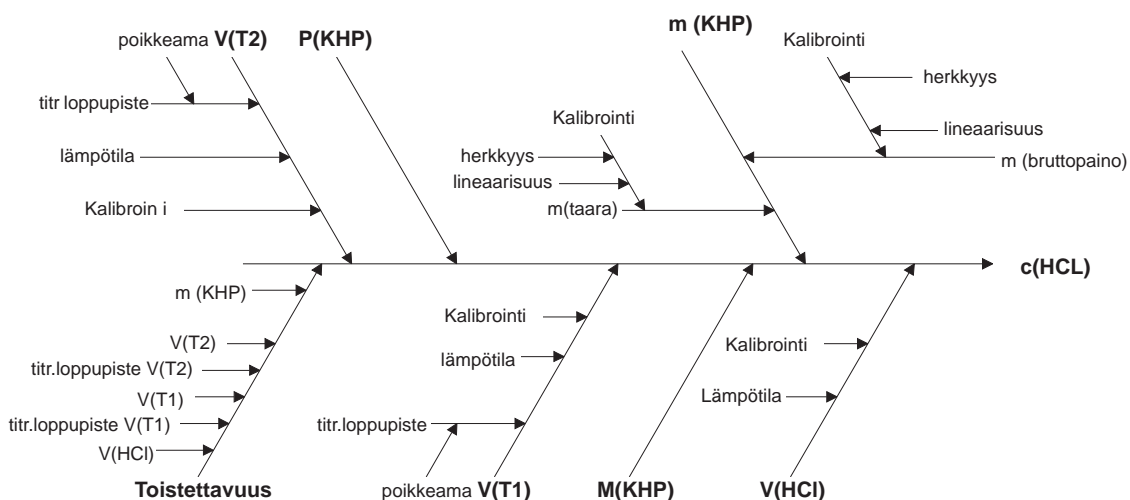 poikkeama V(T2)
P(KHP)
m (KHP)
Kalibrointi
herkkyys
titr loppupiste
Kalibrointi
lineaarisuus
lämpötila
herkkyys
m (bruttopaino)
lineaarisuus
Kalibroin i
m(taara)
c(HCL)
m (KHP)
Kalibrointi
V(T2)
Kalibrointi
lämpötila
titr.loppupiste V(T2)
V(T1)
Lämpötila
titr.loppupiste V(T1)
titr.loppupiste
V(HCl)
Toistettavuus
poikkeama V(T1)
M(KHP)
V(HCl)